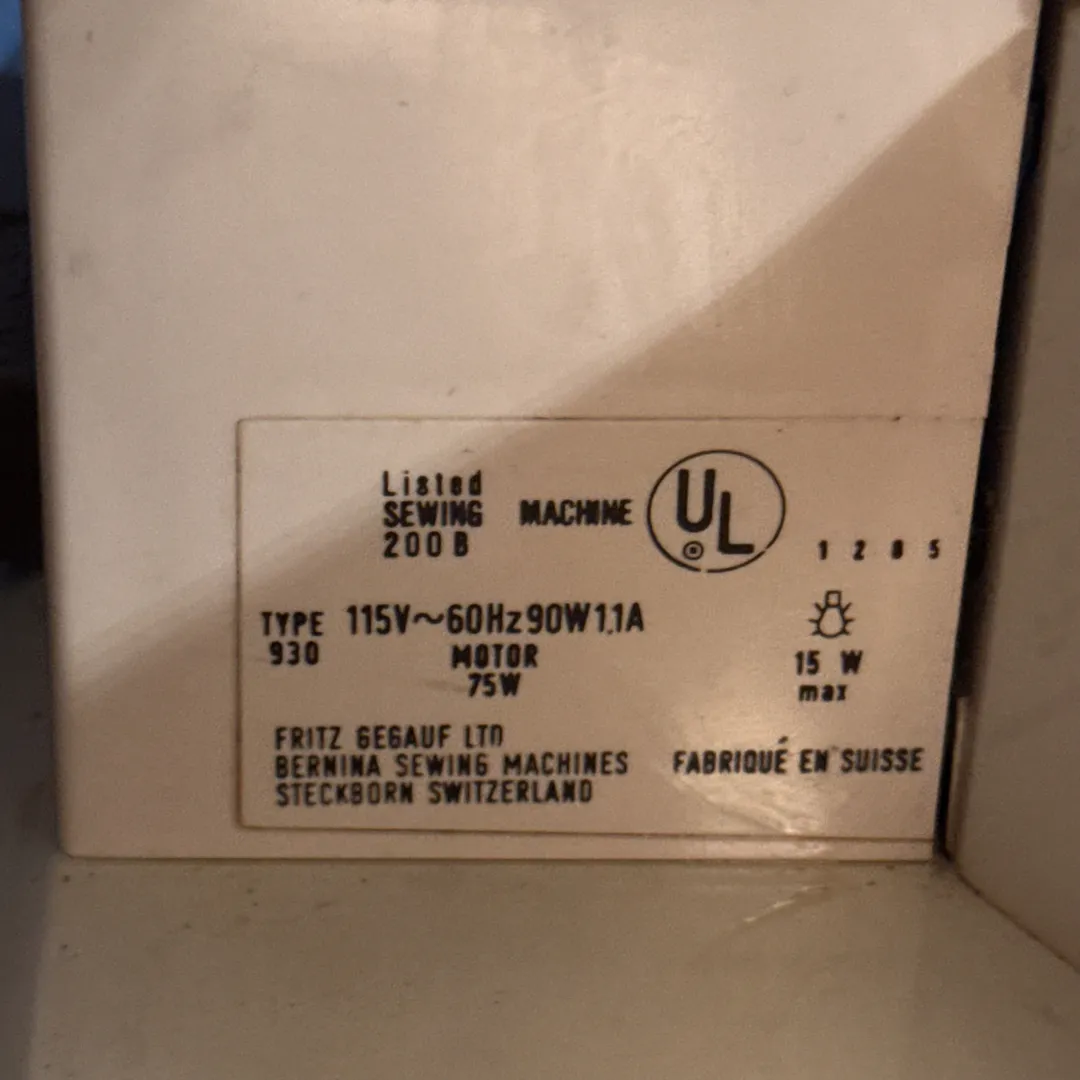 Listed
SEWING MACHINE
200 B
UL
1 2 8 5
TYPE 115V~60Hz 90W 1.1A
930 MOTOR
75W
15 W
max
FRITZ GEGAUF LTD
BERNINA SEWING MACHINES
STECKBORN SWITZERLAND
FABRIQUÉ EN SUISSE